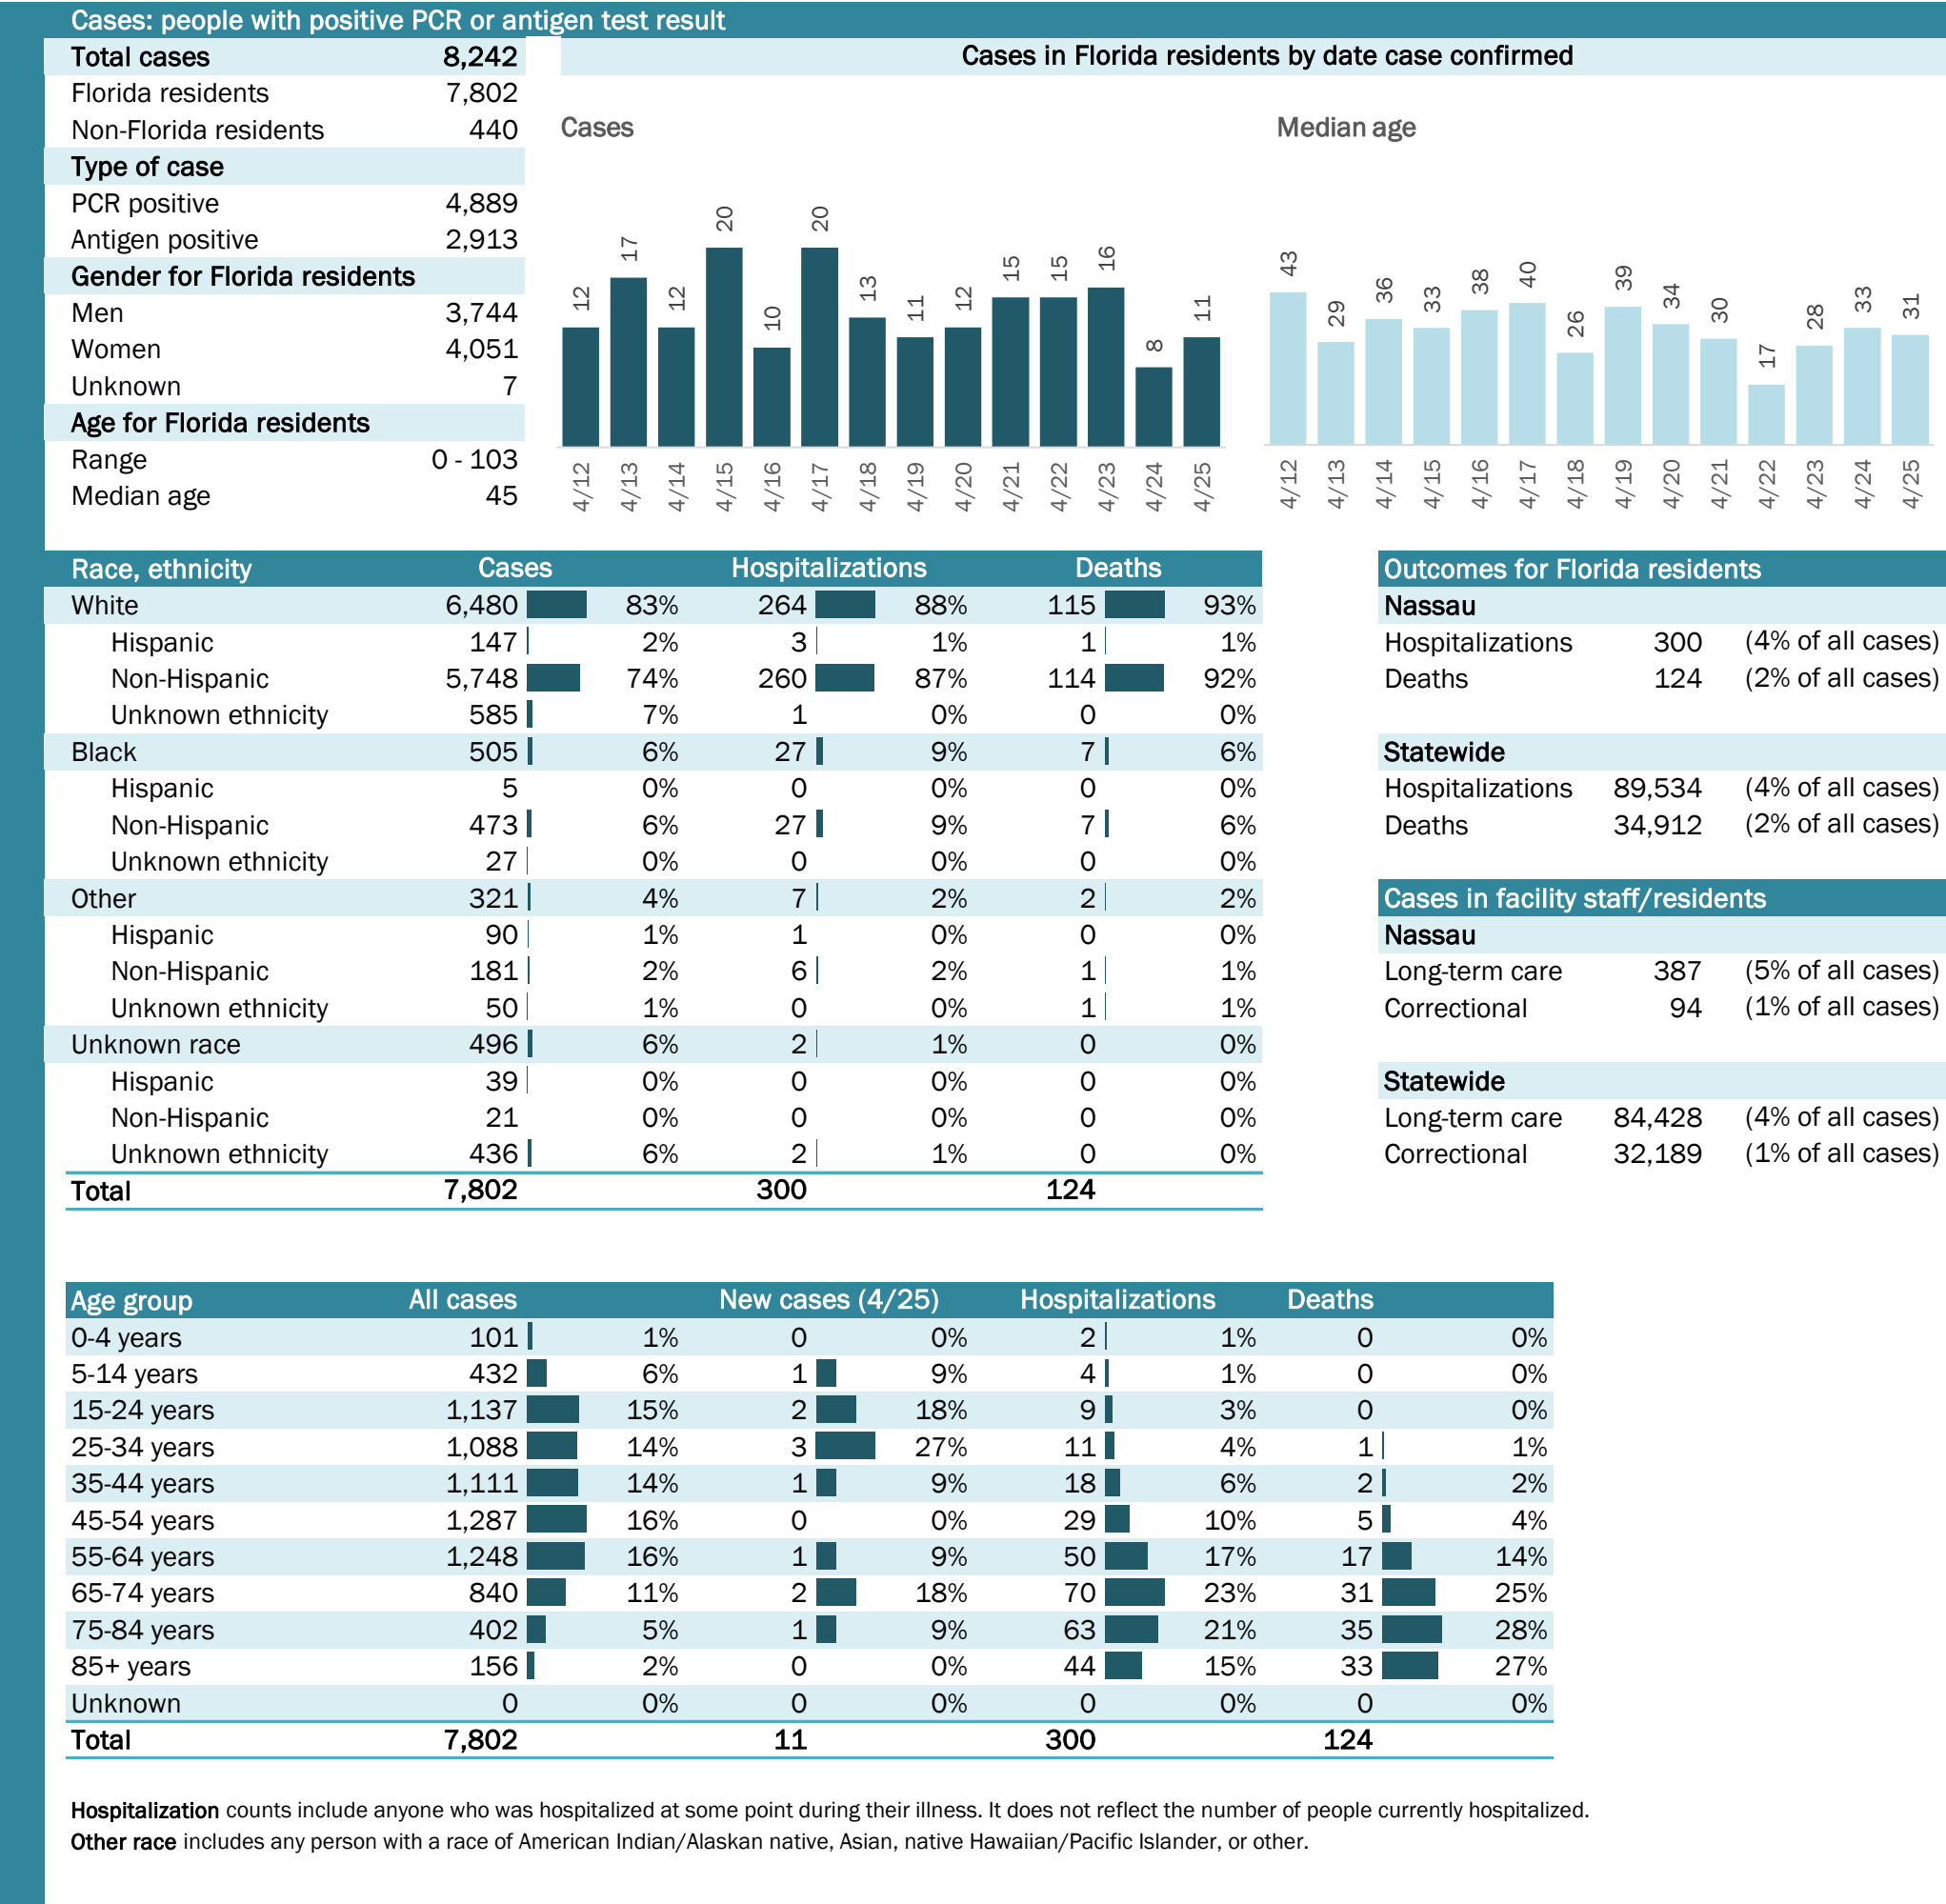 Cases: people with positive PCR or antigen test result
Total cases 8,242
Florida residents 7,802
Non-Florida residents 440
Type of case
PCR positive 4,889
Antigen positive 2,913
Gender for Florida residents
Men 3,744
Women 4,051
Unknown 7
Age for Florida residents
Range 0 - 103
Median age 45
Cases in Florida residents by date case confirmed
Cases
12 17 12 20 10 20 13 11 12 15 15 16 8 11
4/12 4/13 4/14 4/15 4/16 4/17 4/18 4/19 4/20 4/21 4/22 4/23 4/24 4/25
Median age
43 29 36 33 38 40 26 39 34 30 17 28 33 31
4/12 4/13 4/14 4/15 4/16 4/17 4/18 4/19 4/20 4/21 4/22 4/23 4/24 4/25
Race, ethnicity Cases Hospitalizations Deaths
White 6,480 83% 264 88% 115 93%
Hispanic 147 2% 3 1% 1 1%
Non-Hispanic 5,748 74% 260 87% 114 92%
Unknown ethnicity 585 7% 1 0% 0 0%
Black 505 6% 27 9% 7 6%
Hispanic 5 0% 0 0% 0 0%
Non-Hispanic 473 6% 27 9% 7 6%
Unknown ethnicity 27 0% 0 0% 0 0%
Other 321 4% 7 2% 2 2%
Hispanic 90 1% 1 0% 0 0%
Non-Hispanic 181 2% 6 2% 1 1%
Unknown ethnicity 50 1% 0 0% 1 1%
Unknown race 496 6% 2 1% 0 0%
Hispanic 39 0% 0 0% 0 0%
Non-Hispanic 21 0% 0 0% 0 0%
Unknown ethnicity 436 6% 2 1% 0 0%
Total 7,802 300 124
Outcomes for Florida residents
Nassau
Hospitalizations 300 (4% of all cases)
Deaths 124 (2% of all cases)
Statewide
Hospitalizations 89,534 (4% of all cases)
Deaths 34,912 (2% of all cases)
Cases in facility staff/residents
Nassau
Long-term care 387 (5% of all cases)
Correctional 94 (1% of all cases)
Statewide
Long-term care 84,428 (4% of all cases)
Correctional 32,189 (1% of all cases)
Age group All cases New cases (4/25) Hospitalizations Deaths
0-4 years 101 1% 0 0% 2 1% 0 0%
5-14 years 432 6% 1 9% 4 1% 0 0%
15-24 years 1,137 15% 2 18% 9 3% 0 0%
25-34 years 1,088 14% 3 27% 11 4% 1 1%
35-44 years 1,111 14% 1 9% 18 6% 2 2%
45-54 years 1,287 16% 0 0% 29 10% 5 4%
55-64 years 1,248 16% 1 9% 50 17% 17 14%
65-74 years 840 11% 2 18% 70 23% 31 25%
75-84 years 402 5% 1 9% 63 21% 35 28%
85+ years 156 2% 0 0% 44 15% 33 27%
Unknown 0 0% 0 0% 0 0% 0 0%
Total 7,802 11 300 124
Hospitalization counts include anyone who was hospitalized at some point during their illness. It does not reflect the number of people currently hospitalized.
Other race includes any person with a race of American Indian/Alaskan native, Asian, native Hawaiian/Pacific Islander, or other.